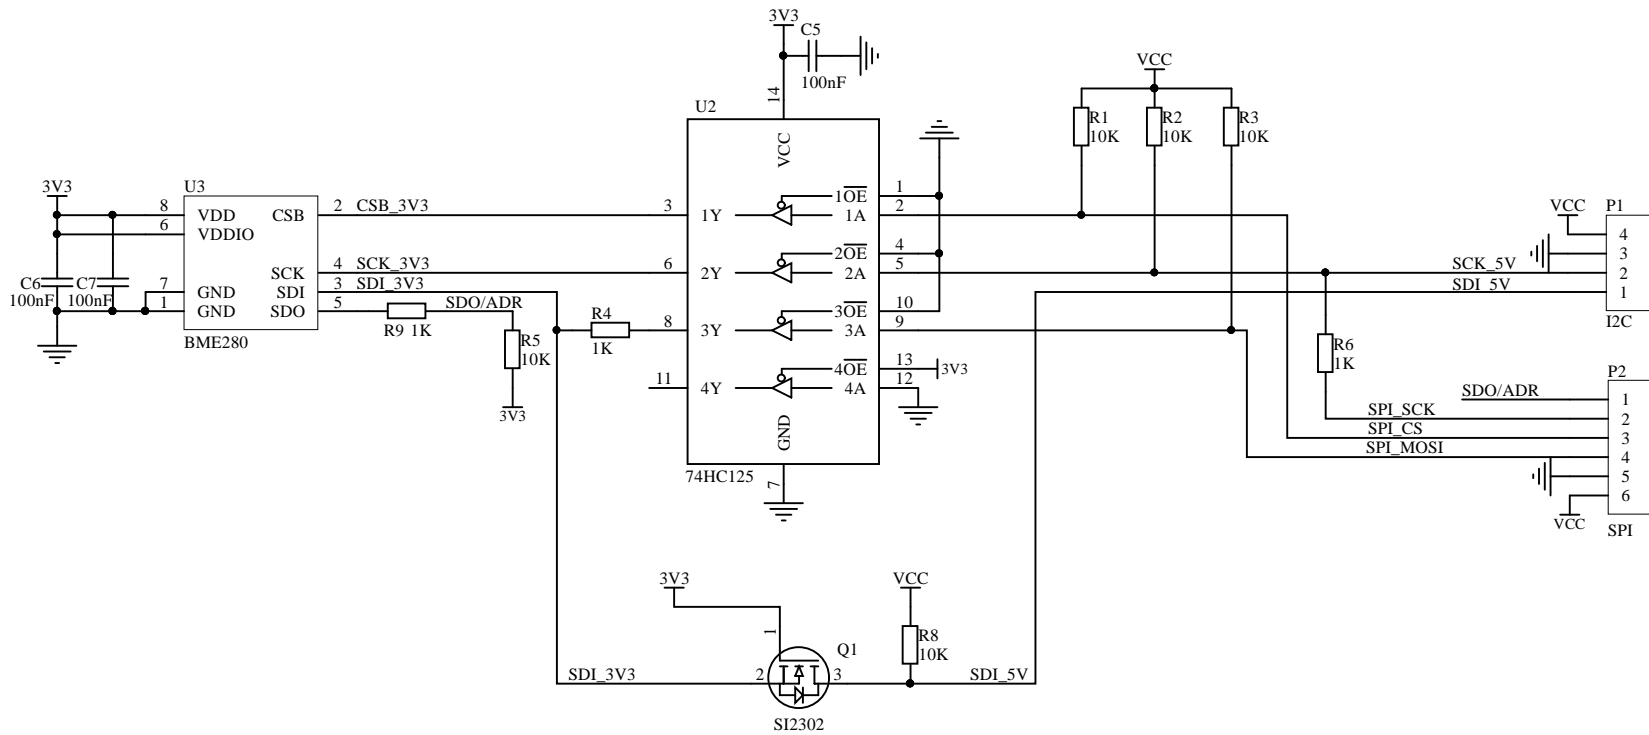 3V3
C5
100nF
14
U2
VCC
VCC
R1
10K
R2
10K
R3
10K
3V3
U3
8
VDD
CSB
2
CSB_3V3
3
1Y
1OE
1
1A
2
6
VDDIO
4
SCK
SCK_3V3
6
2Y
2OE
4
2A
5
C6
100nF
C7
100nF
7
GND
SDI
3
SDI_3V3
1
GND
SDO
5
SDO/ADR
R9 1K
BME280
R5
10K
3V3
R4
1K
8
3Y
3OE
10
3A
9
11
4Y
4OE
13
3V3
4A
12
GND
7
74HC125
VCC
P1
4
3
SCK_5V
2
SDI_5V
1
I2C
R6
1K
P2
SDO/ADR
1
SPI_SCK
2
SPI_CS
3
SPI_MOSI
4
5
6
VCC
SPI
3V3
1
VCC
R8
10K
Q1
SDI_3V3
2
3
SDI_5V
SI2302